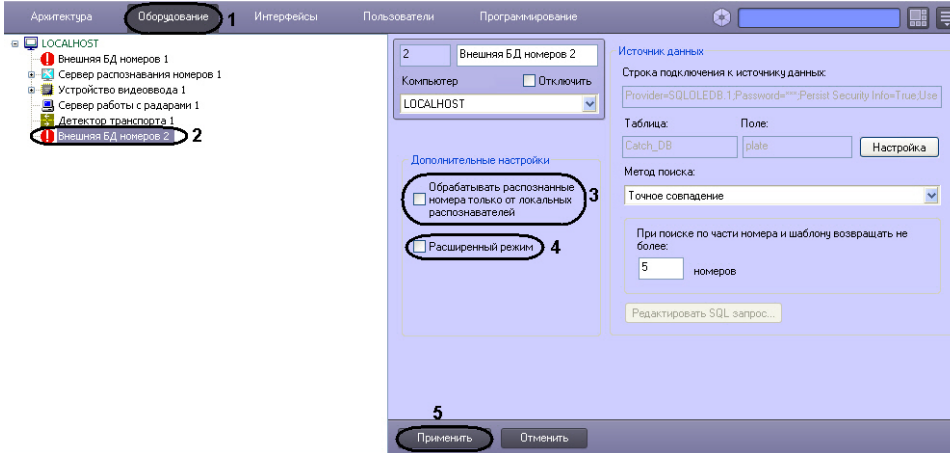 Архитектура Оборудование 1 Интерфейсы Пользователи Программирование
LOCALHOST
Внешняя БД номеров 1
Сервер распознавания номеров 1
Устройство видеоввода 1
Сервер работы с радарами 1
Детектор транспорта 1
Внешняя БД номеров 2 2
2 Внешняя БД номеров 2
Компьютер Отключить
LOCALHOST
Дополнительные настройки
Обрабатывать распознанные
номера только от локальных 3
распознавателей
Расширенный режим 4
Источник данных
Строка подключения к источнику данных:
Provider=SQLOLEDB.1;Password="**";Persist Security Info=True;Use
Таблица: Поле:
Catch_DB plate Настройка
Метод поиска:
Точное совпадение
При поиске по части номера и шаблону возвращать не
более:
5 номеров
Редактировать SQL запрос...
5
Применить Отменить